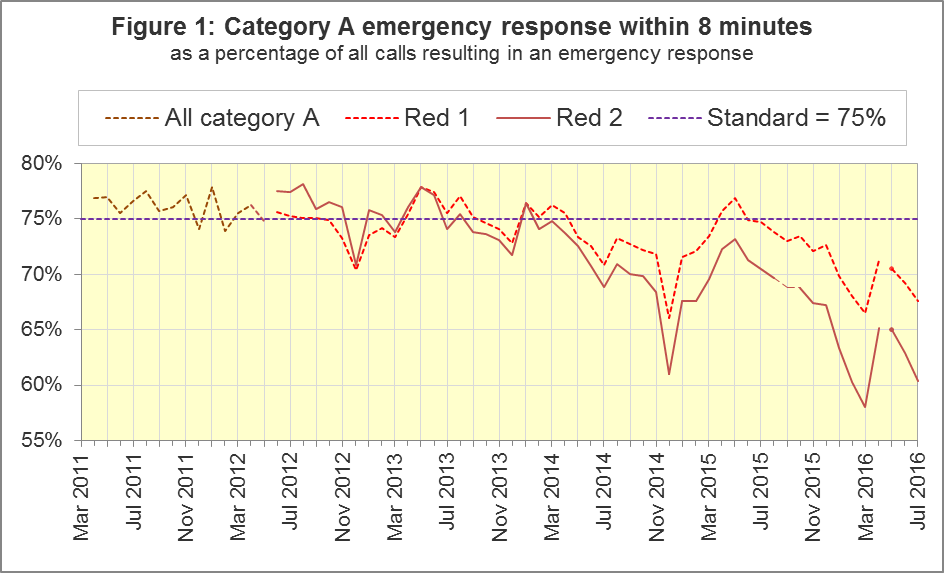 Figure 1: Category A emergency response within 8 minutes
as a percentage of all calls resulting in an emergency response
All category A Red 1 Red 2 Standard = 75%
80%
75%
70%
65%
60%
55%
Mar 2011
Jul 2011
Nov 2011
Mar 2012
Jul 2012
Nov 2012
Mar 2013
Jul 2013
Nov 2013
Mar 2014
Jul 2014
Nov 2014
Mar 2015
Jul 2015
Nov 2015
Mar 2016
Jul 2016